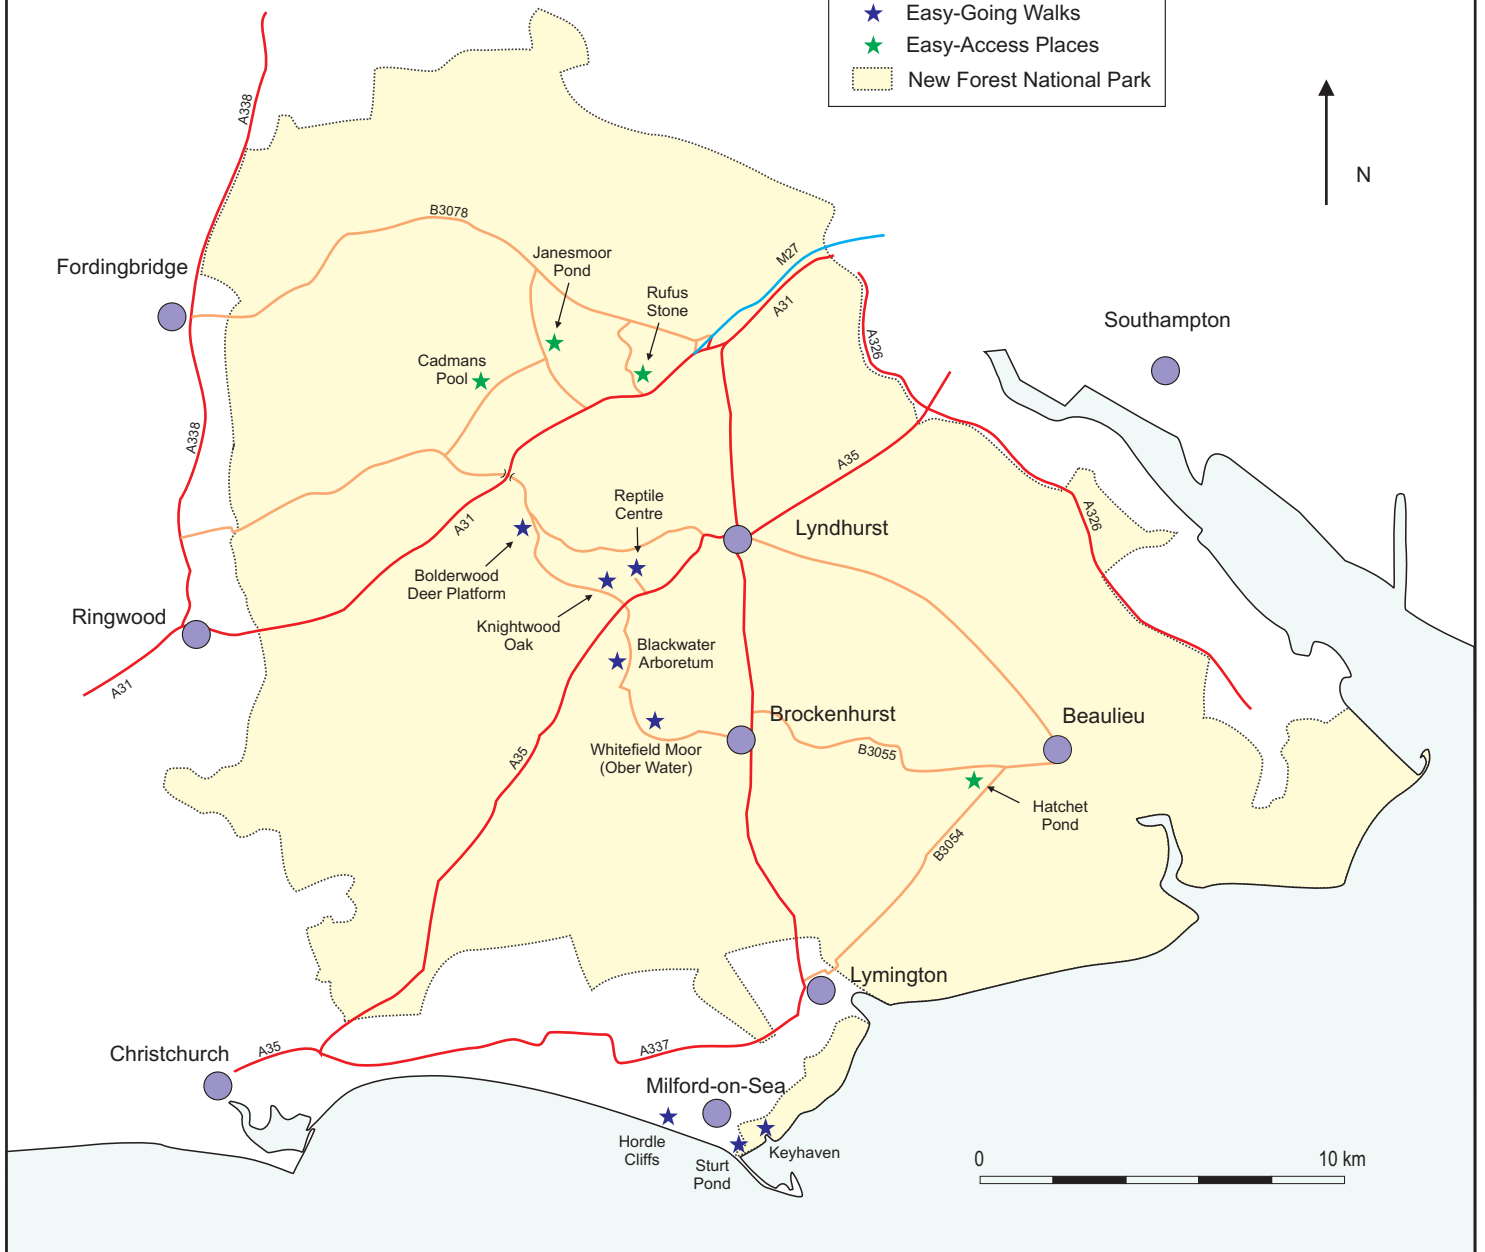 Easy-Going Walks
Easy-Access Places
New Forest National Park
N
A338
B3078
Janesmoor
Pond
M27
Fordingbridge
Rufus
Stone
A31
Southampton
A326
Cadmans
Pool
A338
A35
Reptile
Centre
A31
Lyndhurst
A326
Bolderwood
Deer Platform
Ringwood
Knightwood
Oak
Blackwater
Arboretum
A31
Brockenhurst
Beaulieu
A35
Whitefield Moor
(Ober Water)
B3055
Hatchet
Pond
B3054
Lymington
Christchurch
A35
A337
Milford-on-Sea
Hordle
Cliffs
Keyhaven
Sturt
Pond
0
10 km